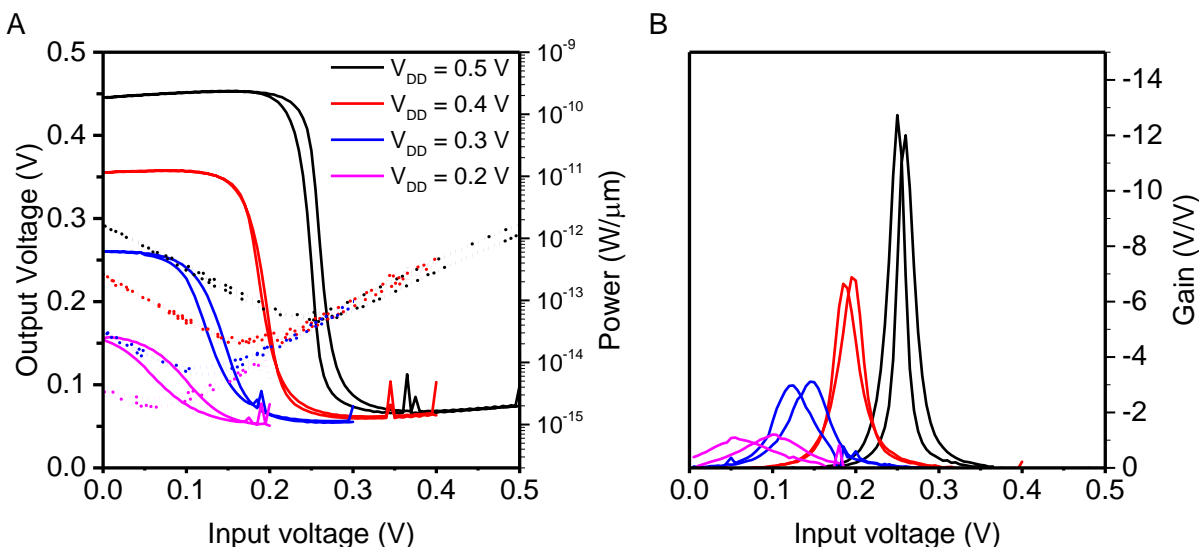 A
Output Voltage (V)
0.5
0.4
0.3
0.2
0.1
0.0
V_DD = 0.5 V
V_DD = 0.4 V
V_DD = 0.3 V
V_DD = 0.2 V
10⁻⁹
10⁻¹⁰
10⁻¹¹
10⁻¹²
10⁻¹³
10⁻¹⁴
10⁻¹⁵
Power (W/μm)
0.0 0.1 0.2 0.3 0.4 0.5
Input voltage (V)
B
-14
-12
-10
-8
-6
-4
-2
0
Gain (V/V)
0.0 0.1 0.2 0.3 0.4 0.5
Input voltage (V)